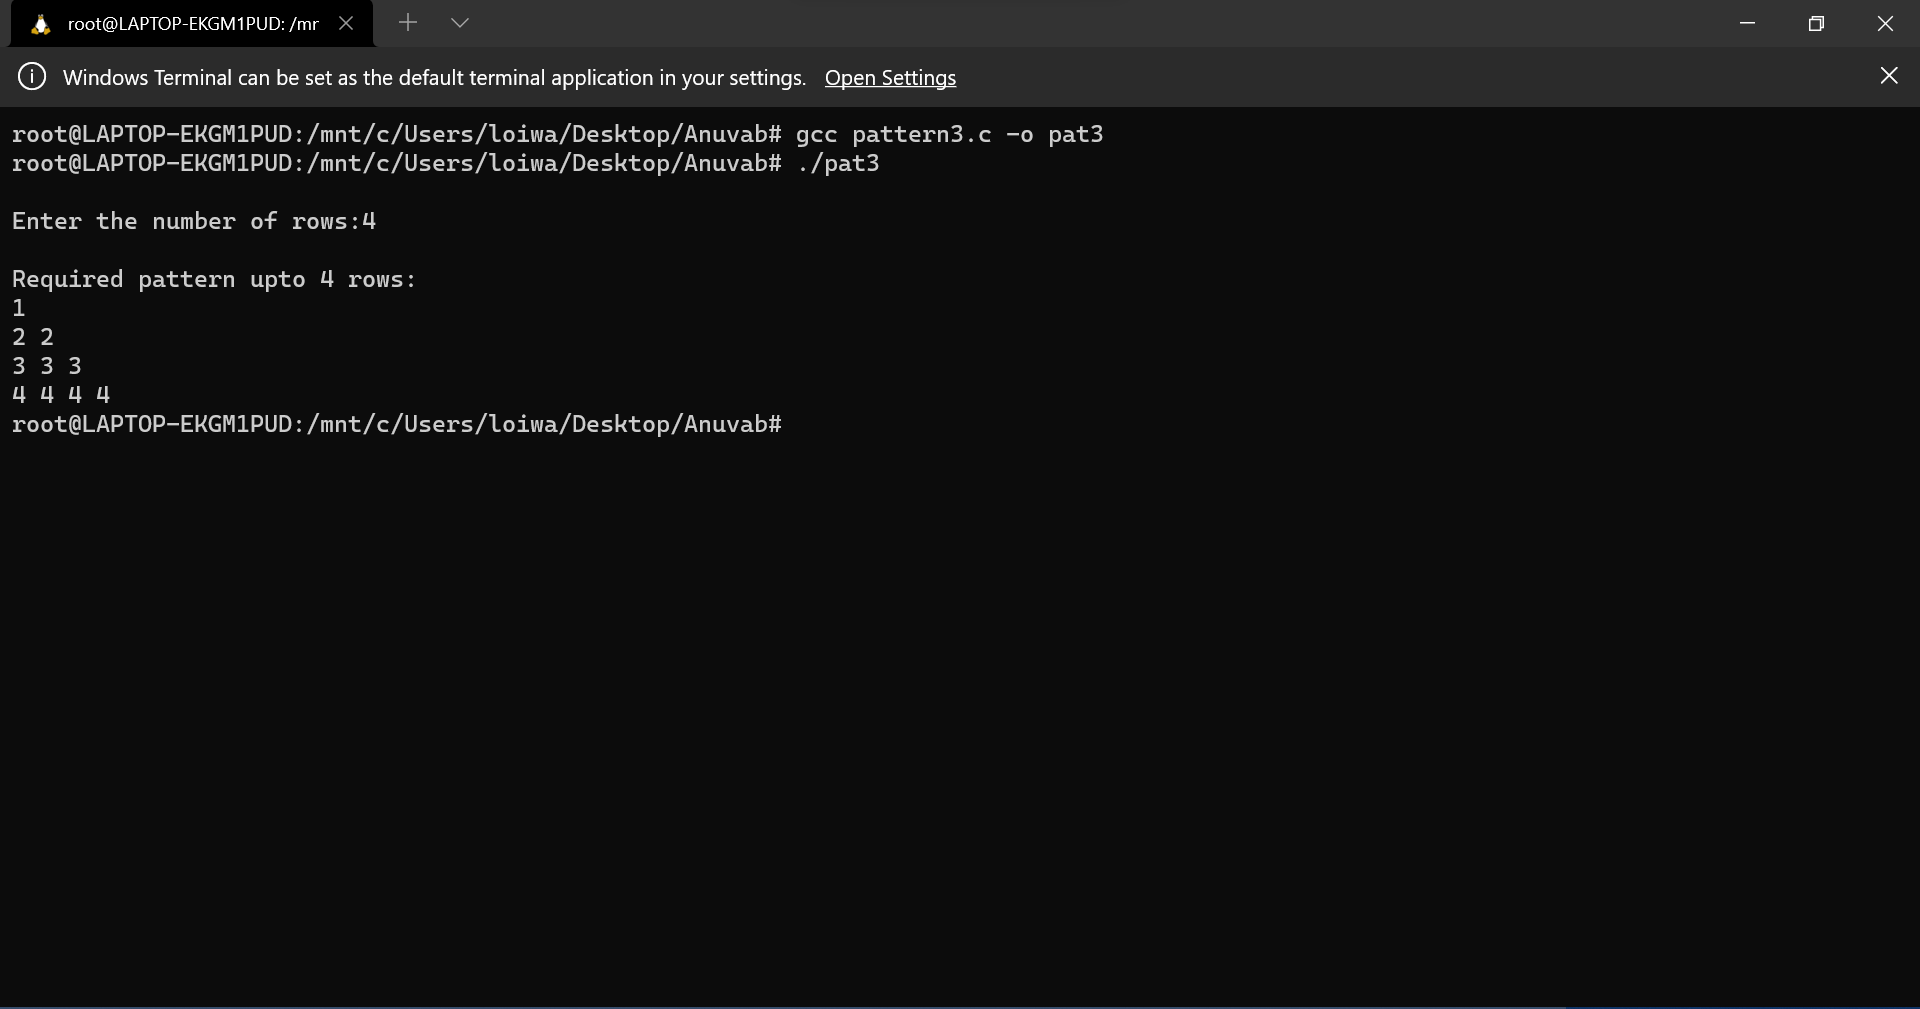 root@LAPTOP-EKGM1PUD: /mr
Windows Terminal can be set as the default terminal application in your settings. Open Settings
root@LAPTOP-EKGM1PUD:/mnt/c/Users/loiwa/Desktop/Anuvab# gcc pattern3.c -o pat3
root@LAPTOP-EKGM1PUD:/mnt/c/Users/loiwa/Desktop/Anuvab# ./pat3
Enter the number of rows:4
Required pattern upto 4 rows:
1
2 2
3 3 3
4 4 4 4
root@LAPTOP-EKGM1PUD:/mnt/c/Users/loiwa/Desktop/Anuvab#